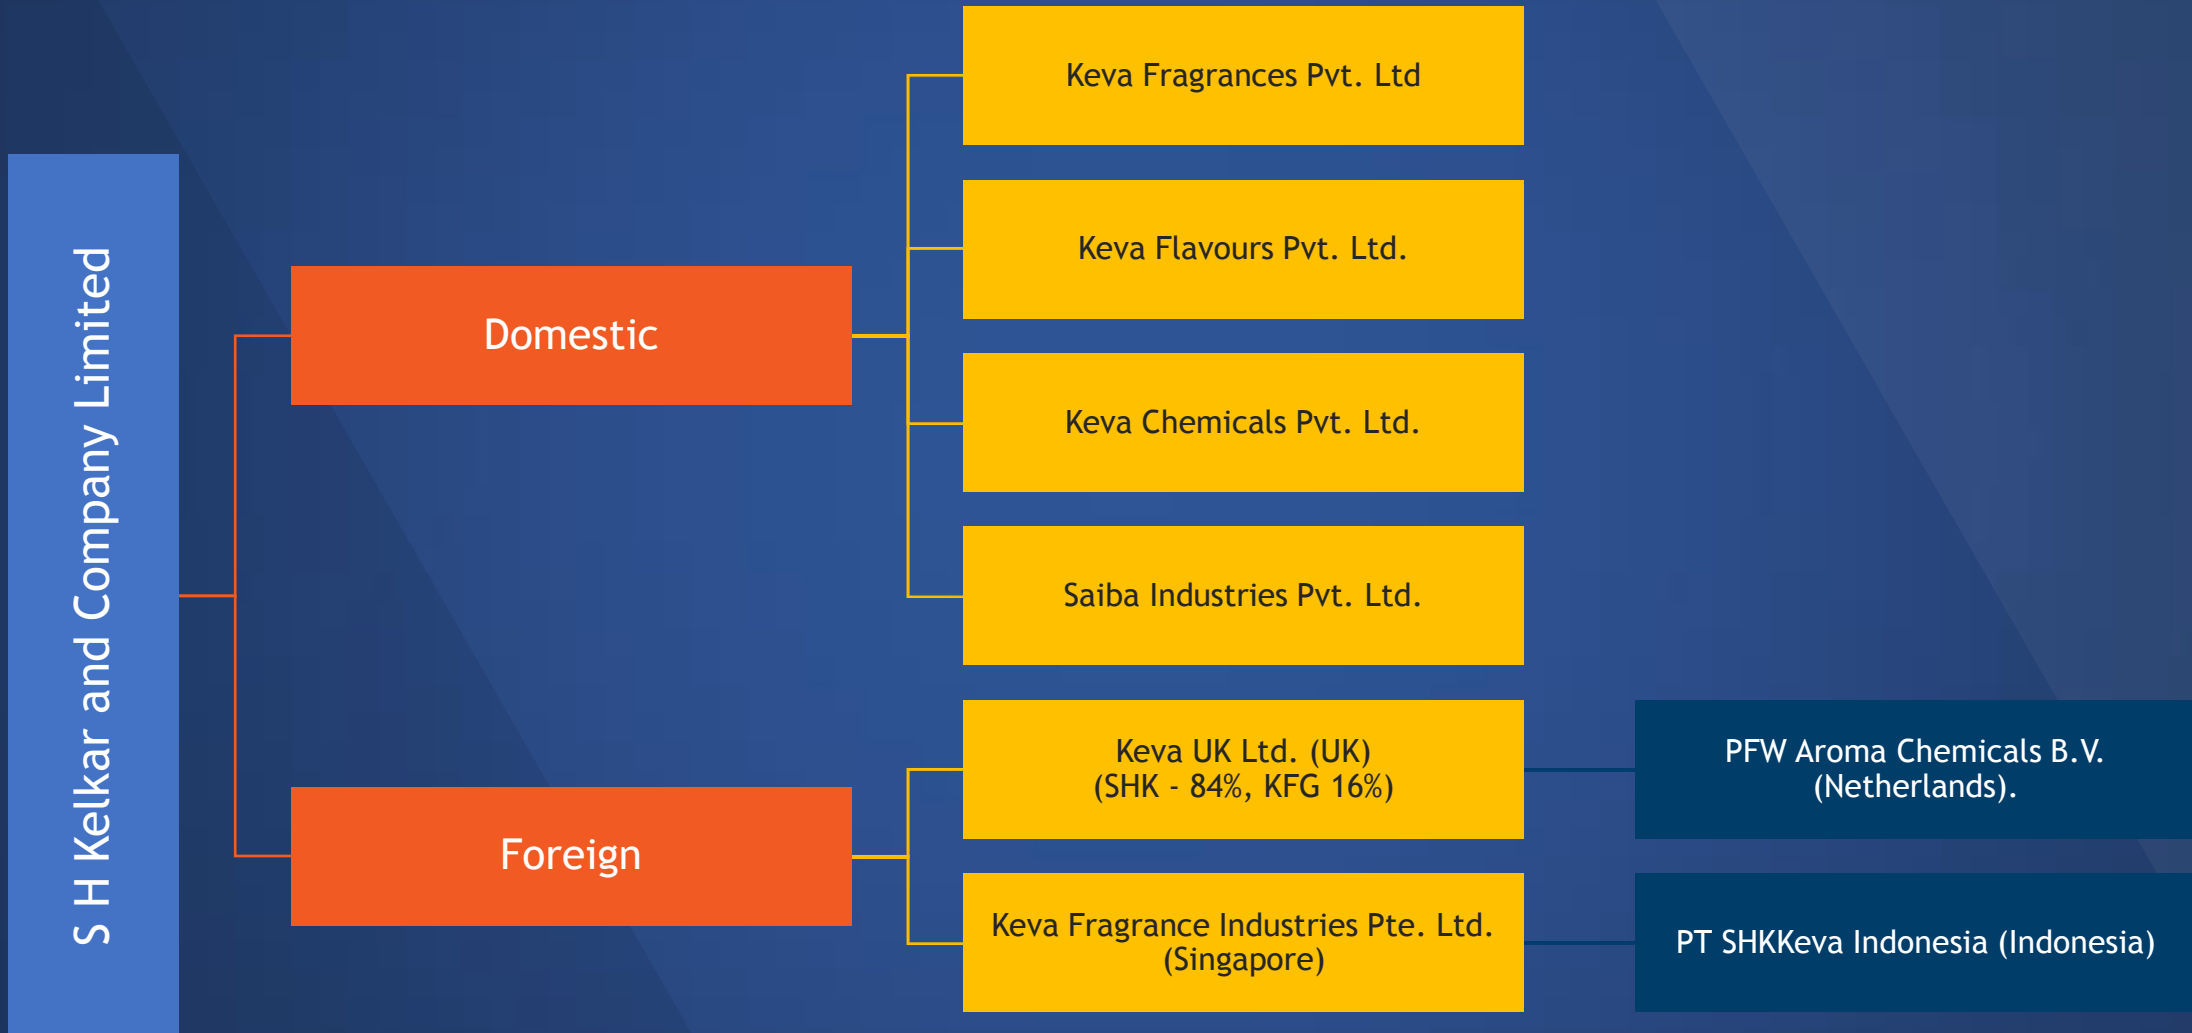 S H Kelkar and Company Limited
Domestic
Keva Fragrances Pvt. Ltd
Keva Flavours Pvt. Ltd.
Keva Chemicals Pvt. Ltd.
Saiba Industries Pvt. Ltd.
Foreign
Keva UK Ltd. (UK)
(SHK - 84%, KFG 16%)
PFW Aroma Chemicals B.V.
(Netherlands).
Keva Fragrance Industries Pte. Ltd.
(Singapore)
PT SHKKeva Indonesia (Indonesia)